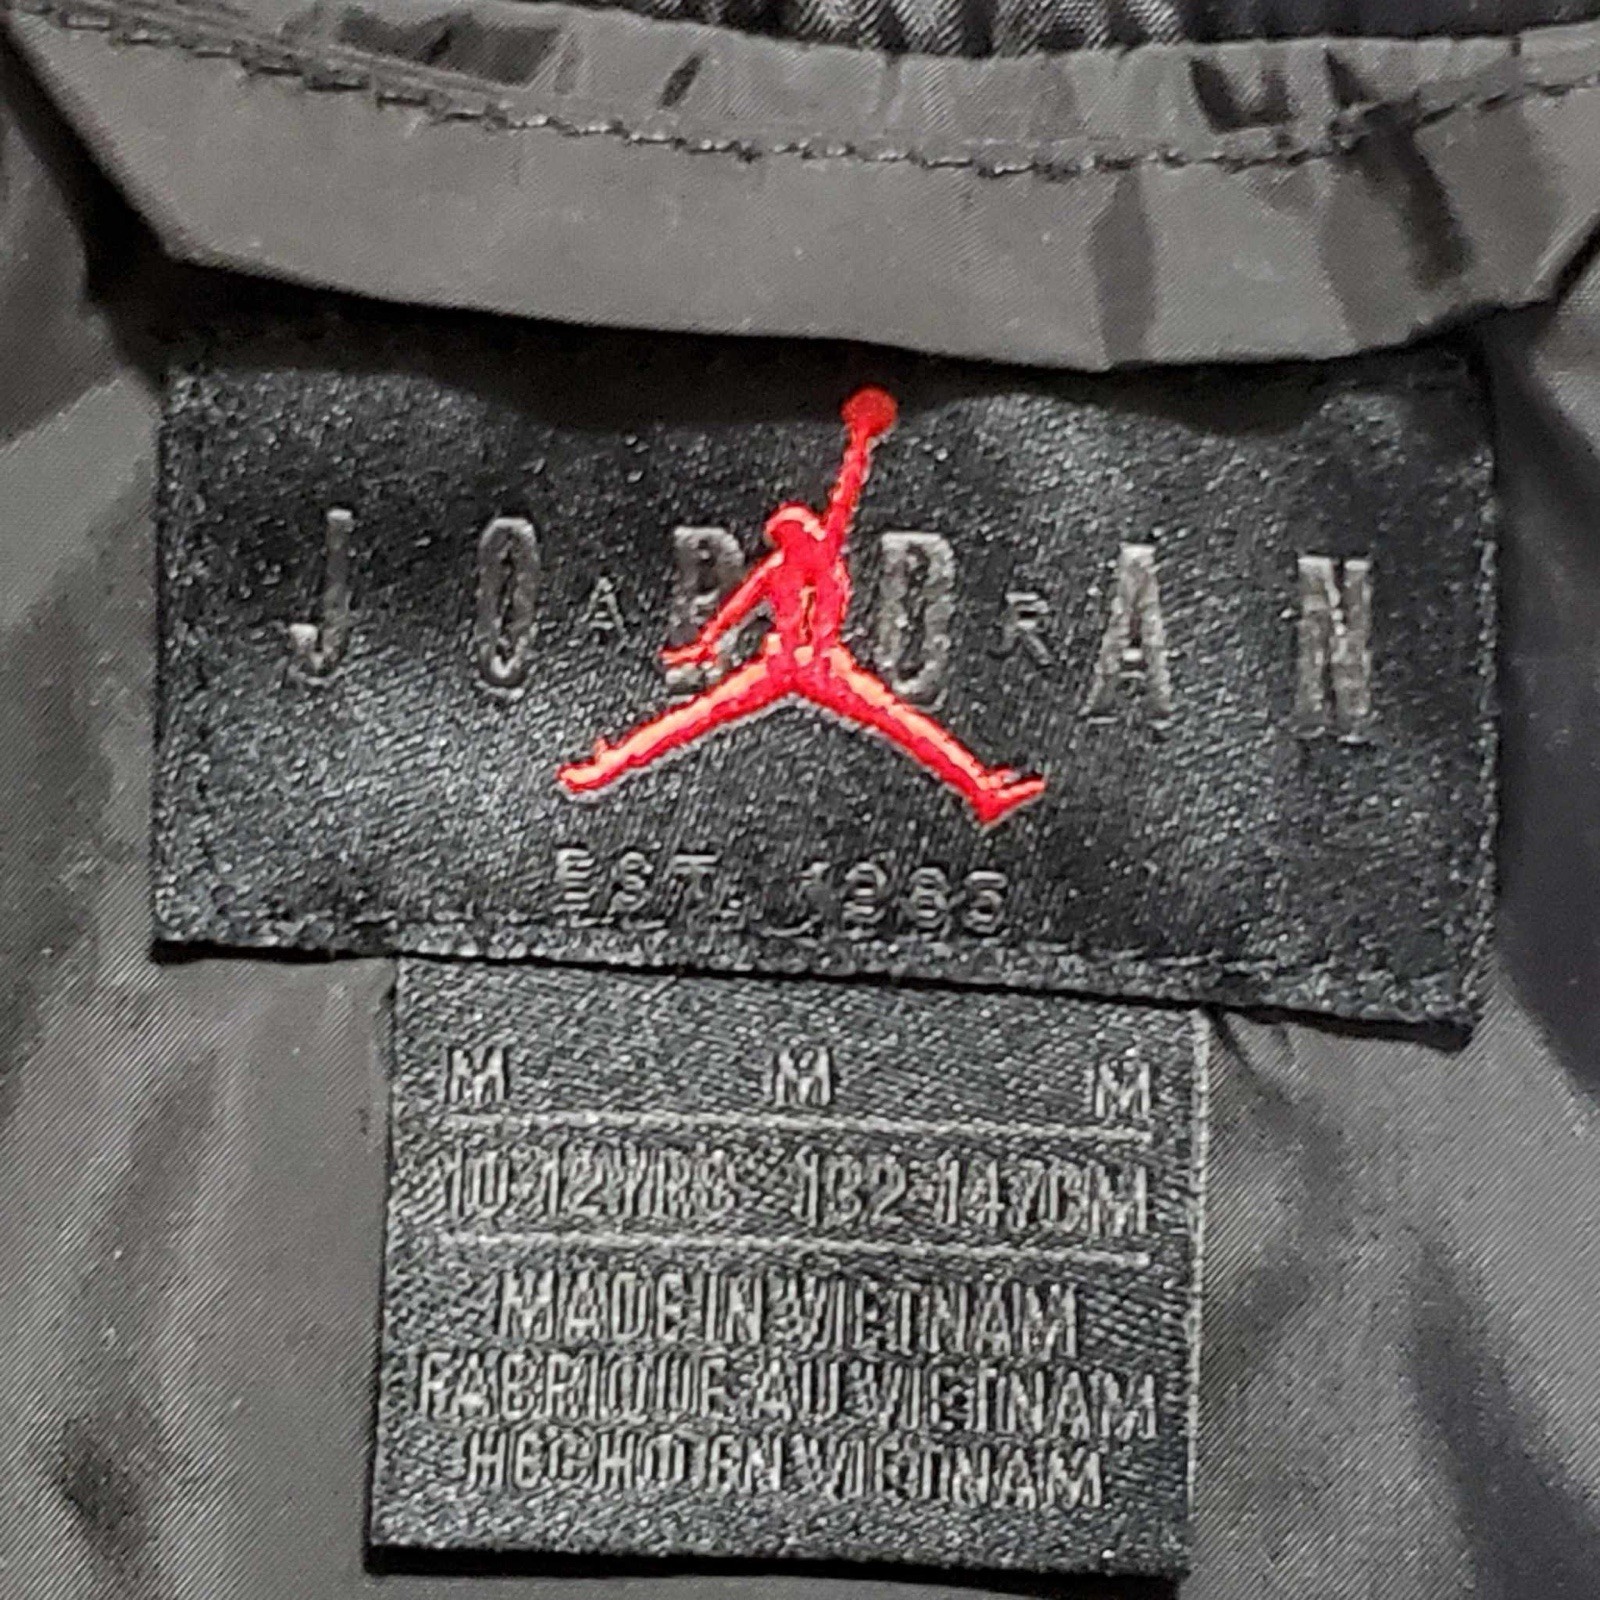 JORDAN
AIR
EST. 1985
M M M
10-12YRS 132-147CM
MADE IN VIETNAM
FABRIQUE AU VIETNAM
HECHO EN VIETNAM